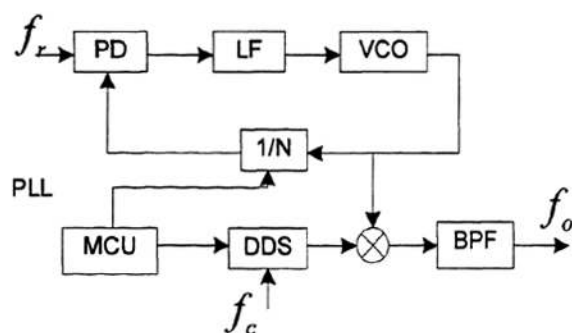 f_r
PD
LF
VCO
1/N
PLL
MCU
DDS
BPF
f_o
f_c